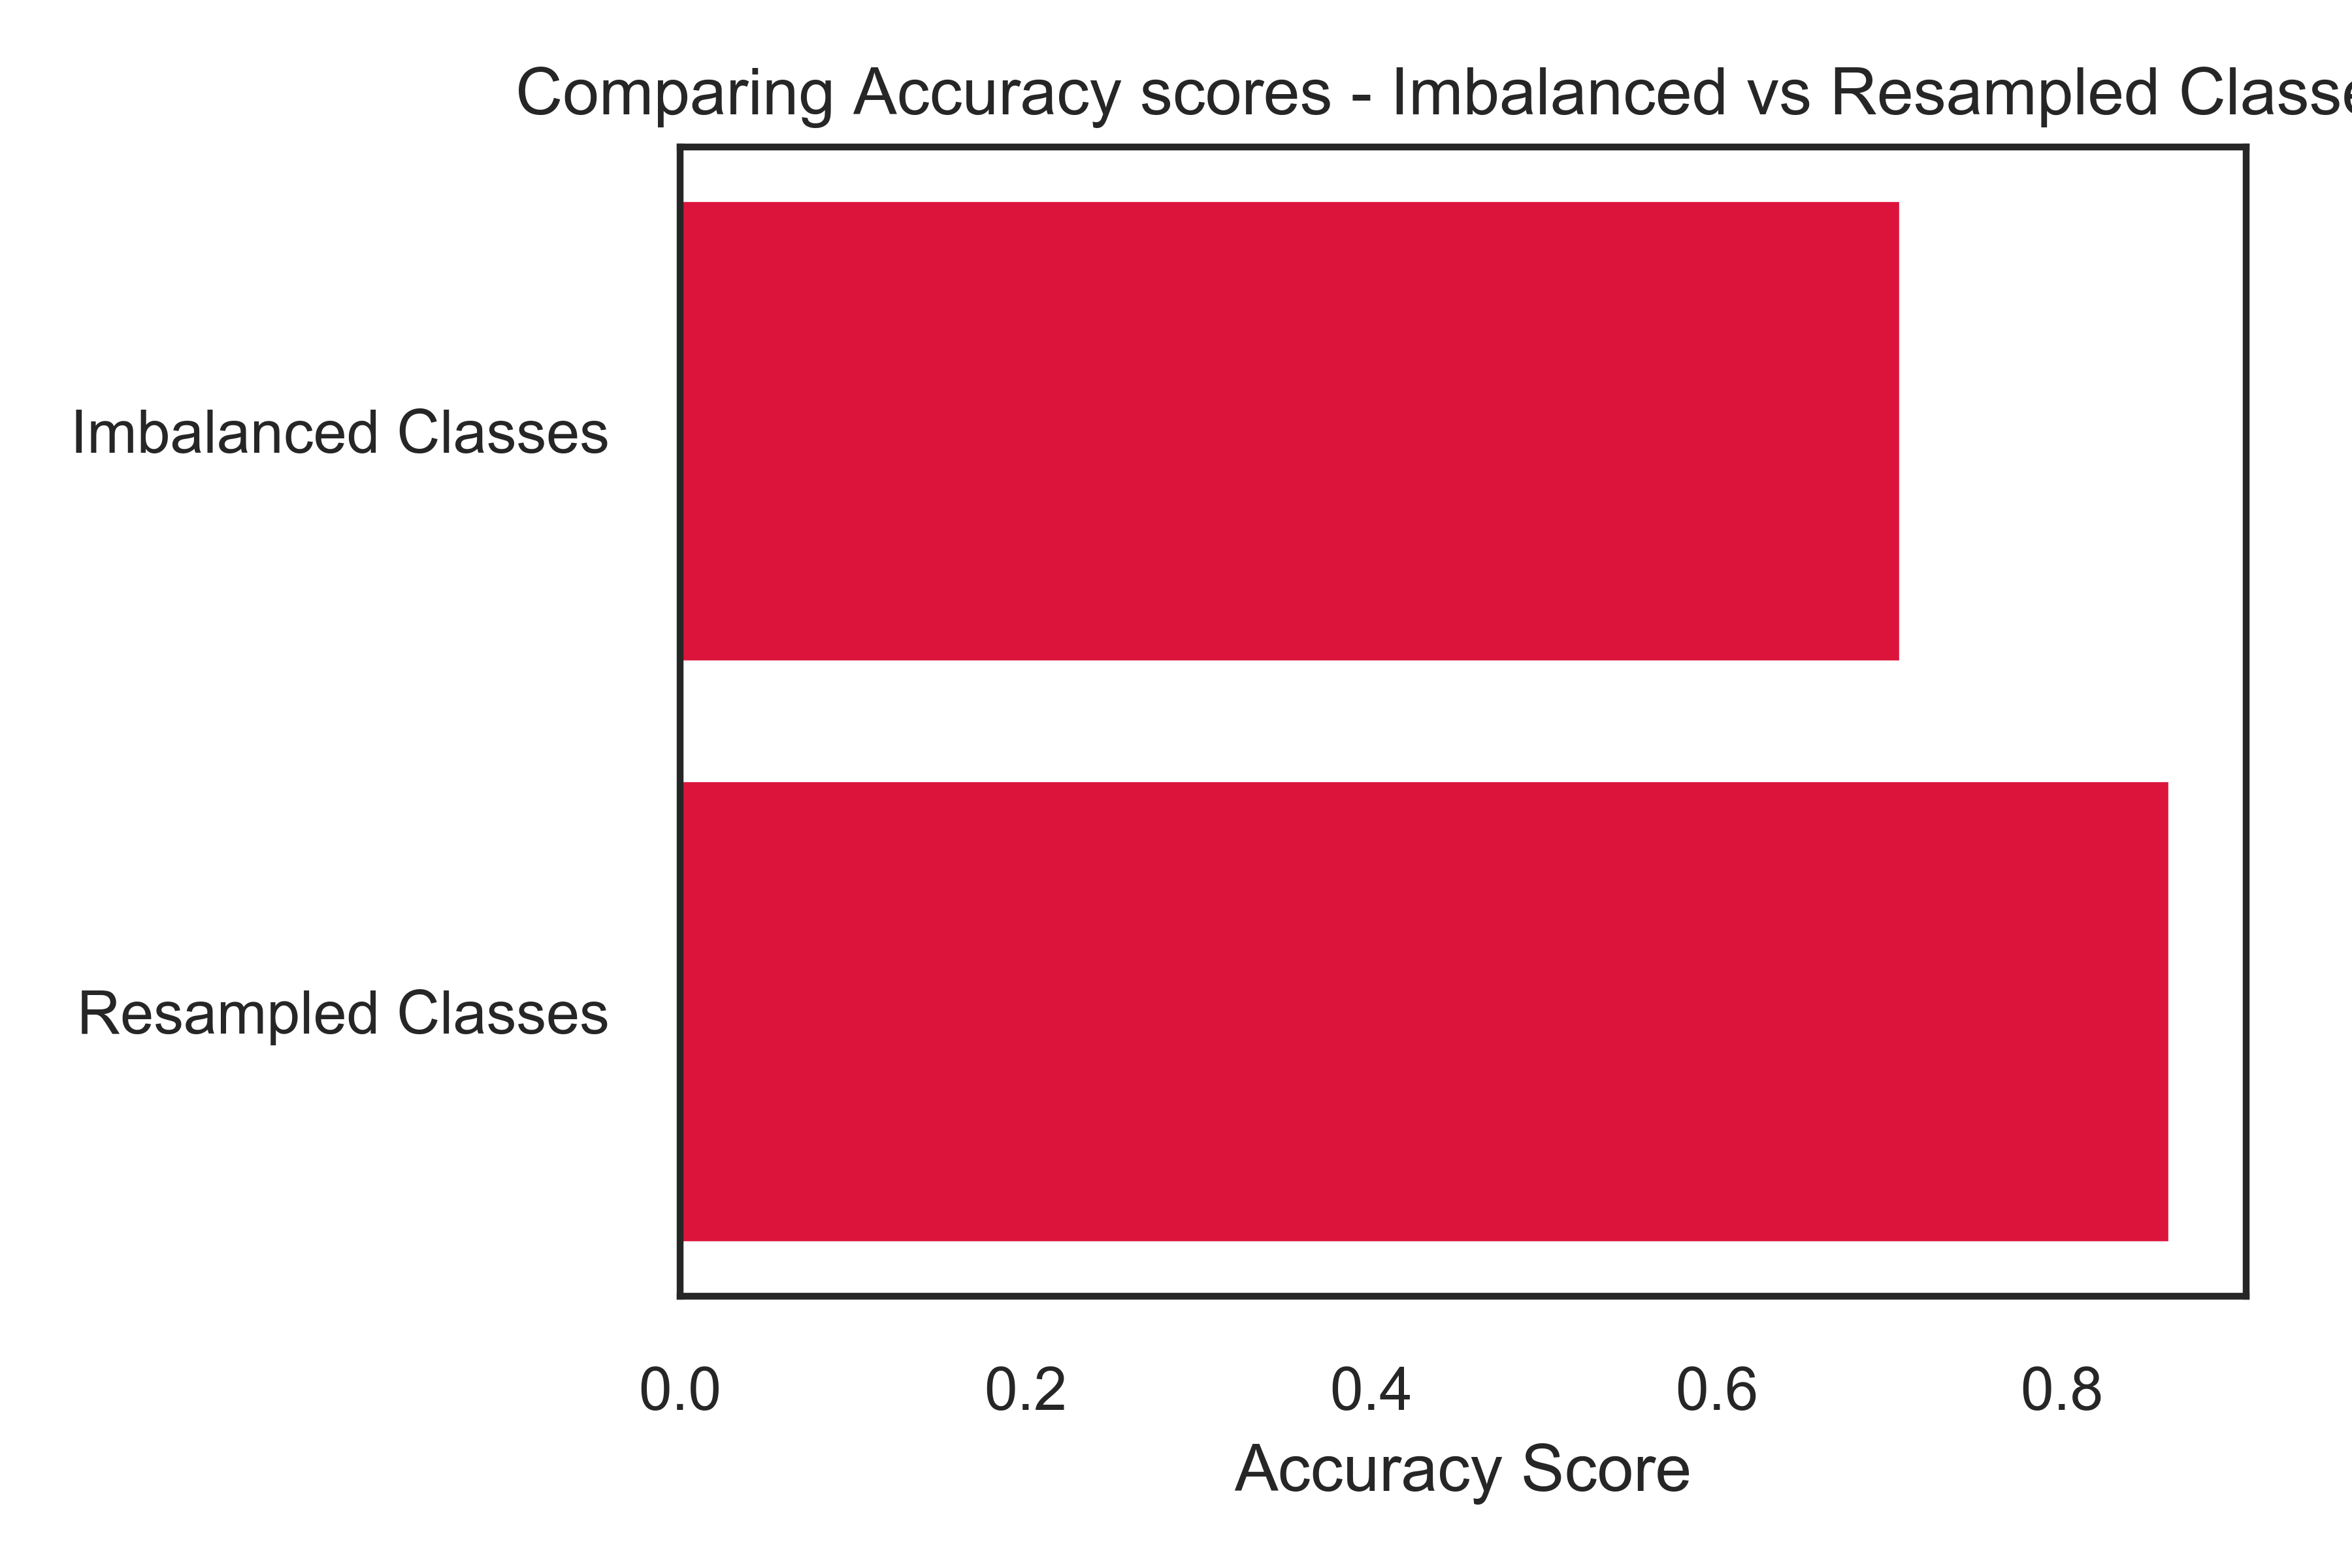 Comparing Accuracy scores - Imbalanced vs Resampled Classe
Imbalanced Classes
Resampled Classes
0.0 0.2 0.4 0.6 0.8
Accuracy Score